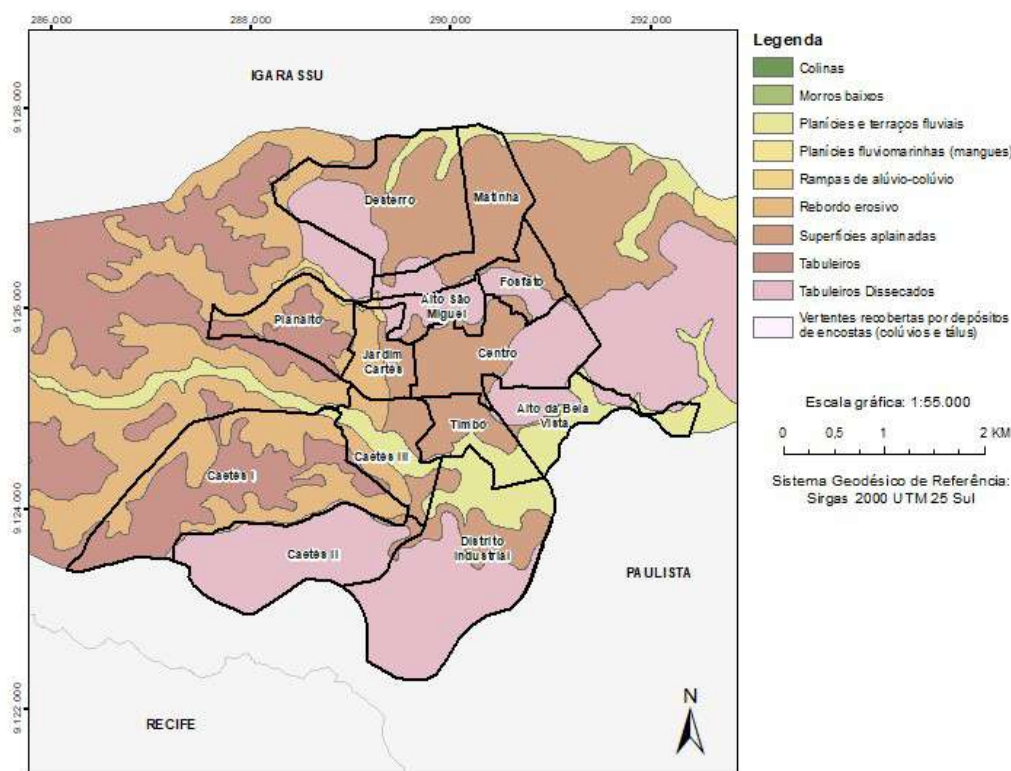 286.000
288.000
290.000
292.000
9.128.000
9.126.000
9.124.000
9.122.000
IGARASSU
Desterro
Matinha
Fosfato
Alto São
Miguel
Planalto
Jardim
Cartés
Centro
Alto da Bela
Vista
Timbó
Caetés III
Caetés I
Caetés II
Distrito
Industrial
PAULISTA
RECIFE
N
Legenda
Colinas
Morros baixos
Planícies e terraços fluviais
Planícies fluviomarinhas (mangues)
Rampas de alúvio-colúvio
Rebordo erosivo
Superfícies aplainadas
Tabuleiros
Tabuleiros Dissecados
Vertentes recobertas por depósitos
de encostas (colúvios e tálus)
Escala gráfica: 1:55.000
0 0,5 1 2 KM
Sistema Geodésico de Referência:
Sirgas 2000 UTM 25 Sul